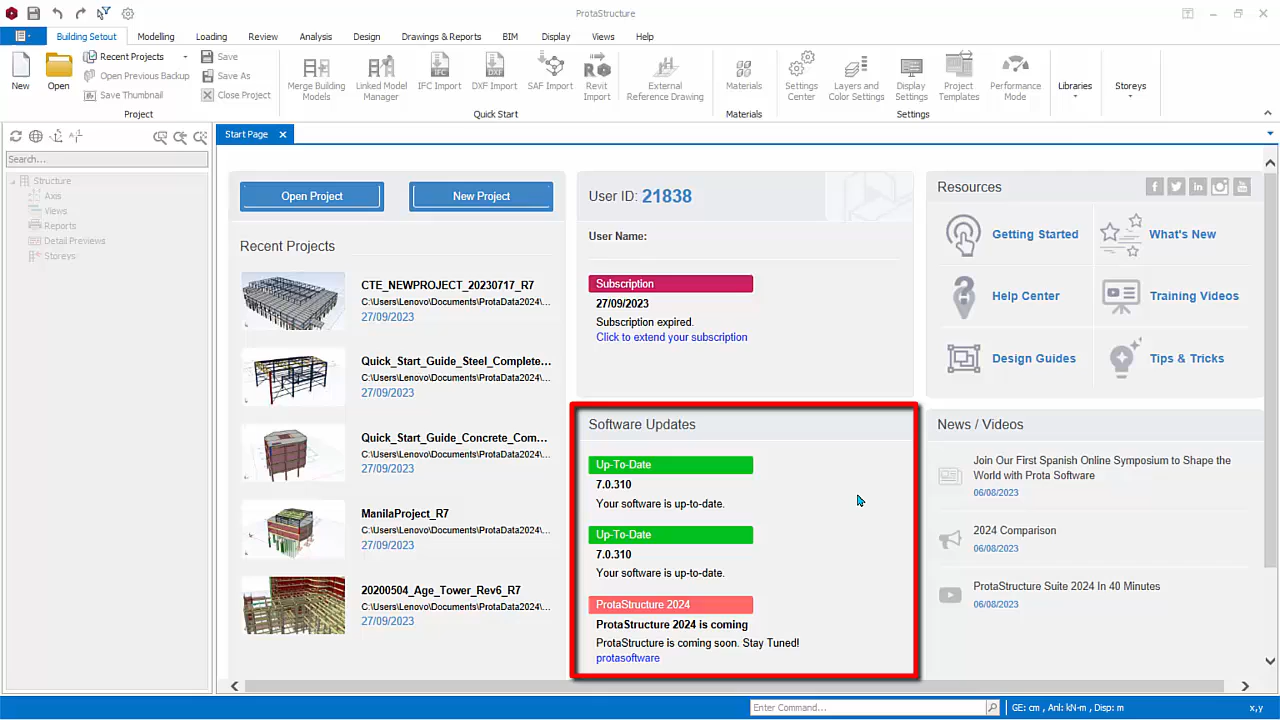 ProtaStructure
Building Setout
Modelling
Loading
Review
Analysis
Design
Drawings & Reports
BIM
Display
Views
Help
New
Open
Recent Projects
Open Previous Backup
Save Thumbnail
Save
Save As
Close Project
Project
Merge Building
Models
Linked Model
Manager
IFC Import
DXF Import
SAF Import
Revit
Import
External
Reference Drawing
Quick Start
Materials
Materials
Settings
Center
Layers and
Color Settings
Display
Settings
Project
Templates
Performance
Mode
Settings
Libraries
Storeys
Search...
Structure
Axis
Views
Reports
Detail Previews
Storeys
Start Page
Open Project
New Project
Recent Projects
CTE_NEWPROJECT_20230717_R7
C:\Users\Lenovo\Documents\ProtaData2024\...
27/09/2023
Quick_Start_Guide_Steel_Complete...
C:\Users\Lenovo\Documents\ProtaData2024\...
27/09/2023
Quick_Start_Guide_Concrete_Com...
C:\Users\Lenovo\Documents\ProtaData2024\...
27/09/2023
ManilaProject_R7
C:\Users\Lenovo\Documents\ProtaData2024\...
27/09/2023
20200504_Age_Tower_Rev6_R7
C:\Users\Lenovo\Documents\ProtaData2024\...
27/09/2023
User ID: 21838
User Name:
Subscription
27/09/2023
Subscription expired.
Click to extend your subscription
Software Updates
Up-To-Date
7.0.310
Your software is up-to-date.
Up-To-Date
7.0.310
Your software is up-to-date.
ProtaStructure 2024
ProtaStructure 2024 is coming
ProtaStructure is coming soon. Stay Tuned!
protasoftware
Resources
Getting Started
What's New
Help Center
Training Videos
Design Guides
Tips & Tricks
News / Videos
Join Our First Spanish Online Symposium to Shape the
World with Prota Software
06/08/2023
2024 Comparison
06/08/2023
ProtaStructure Suite 2024 In 40 Minutes
06/08/2023
Enter Command...
GE: cm , Anl: kN-m , Disp: m
x,y